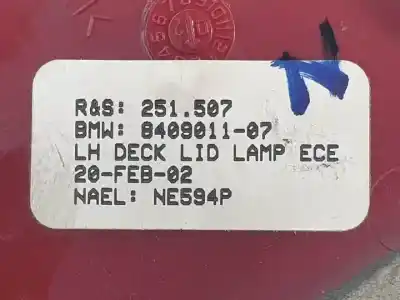 R&S: 251.507
BMW: 8409011-07
LH DECK LID LAMP ECE
20-FEB-02
NAEL: NE594P